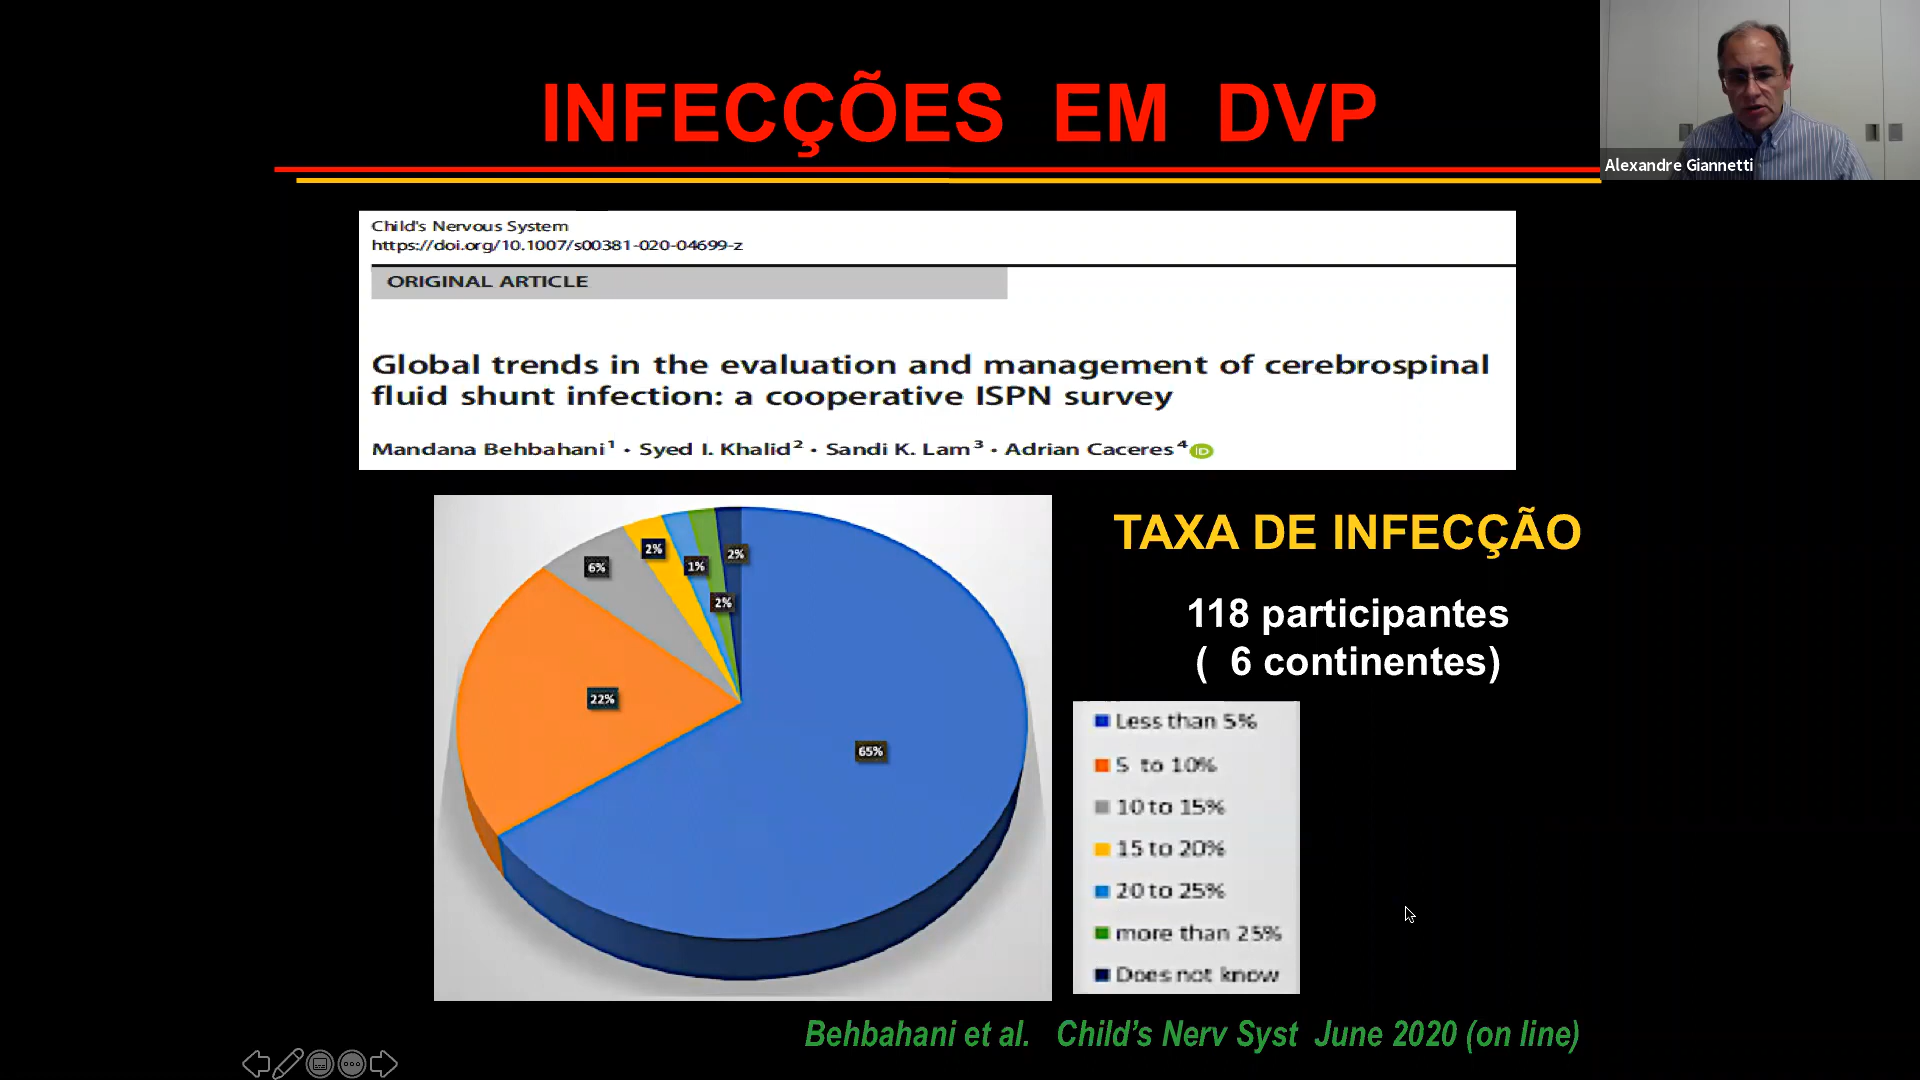 INFECÇÕES EM DVP
Alexandre Giannetti
Child's Nervous System
https://doi.org/10.1007/s00381-020-04699-z
ORIGINAL ARTICLE
Global trends in the evaluation and management of cerebrospinal
fluid shunt infection: a cooperative ISPN survey
Mandana Behbahani¹ · Syed I. Khalid² · Sandi K. Lam³ · Adrian Caceres⁴ iD
TAXA DE INFECÇÃO
118 participantes
( 6 continentes)
6%
2%
1%
2%
2%
22%
65%
Less than 5%
5 to 10%
10 to 15%
15 to 20%
20 to 25%
more than 25%
Does not know
Behbahani et al. Child’s Nerv Syst June 2020 (on line)